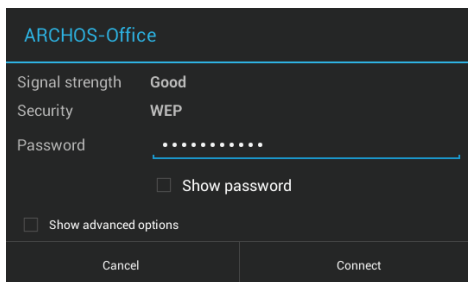 ARCHOS-Office
Signal strength Good
Security WEP
Password •••••••••••
Show password
Show advanced options
Cancel Connect